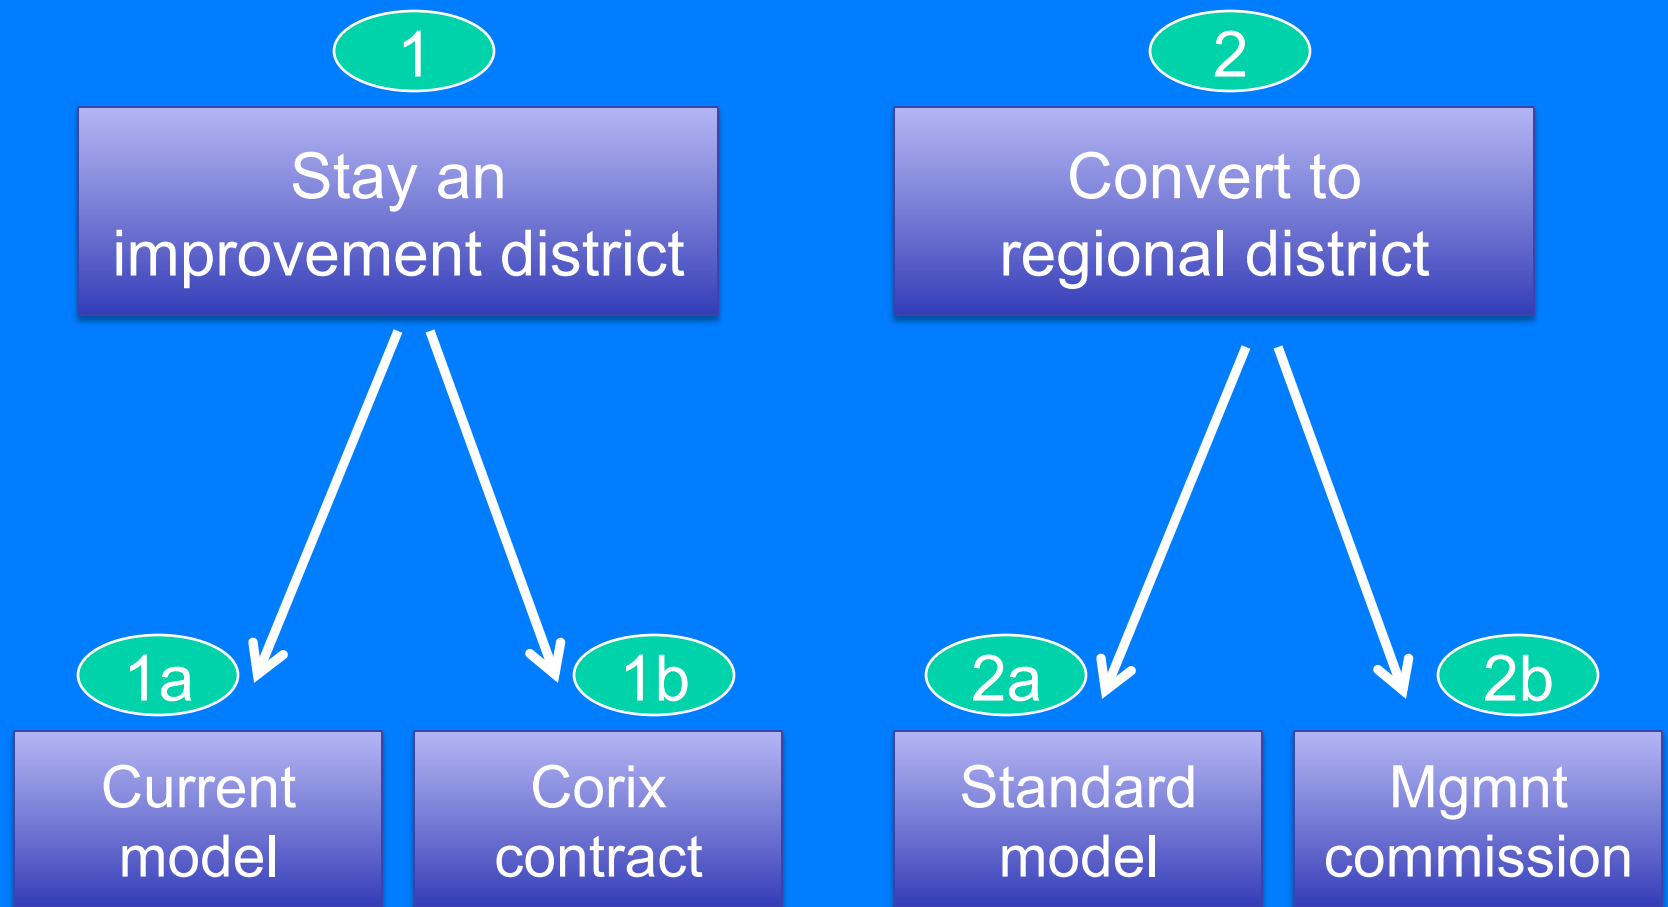 1
Stay an
improvement district
2
Convert to
regional district
1a
Current
model
1b
Corix
contract
2a
Standard
model
2b
Mgmnt
commission